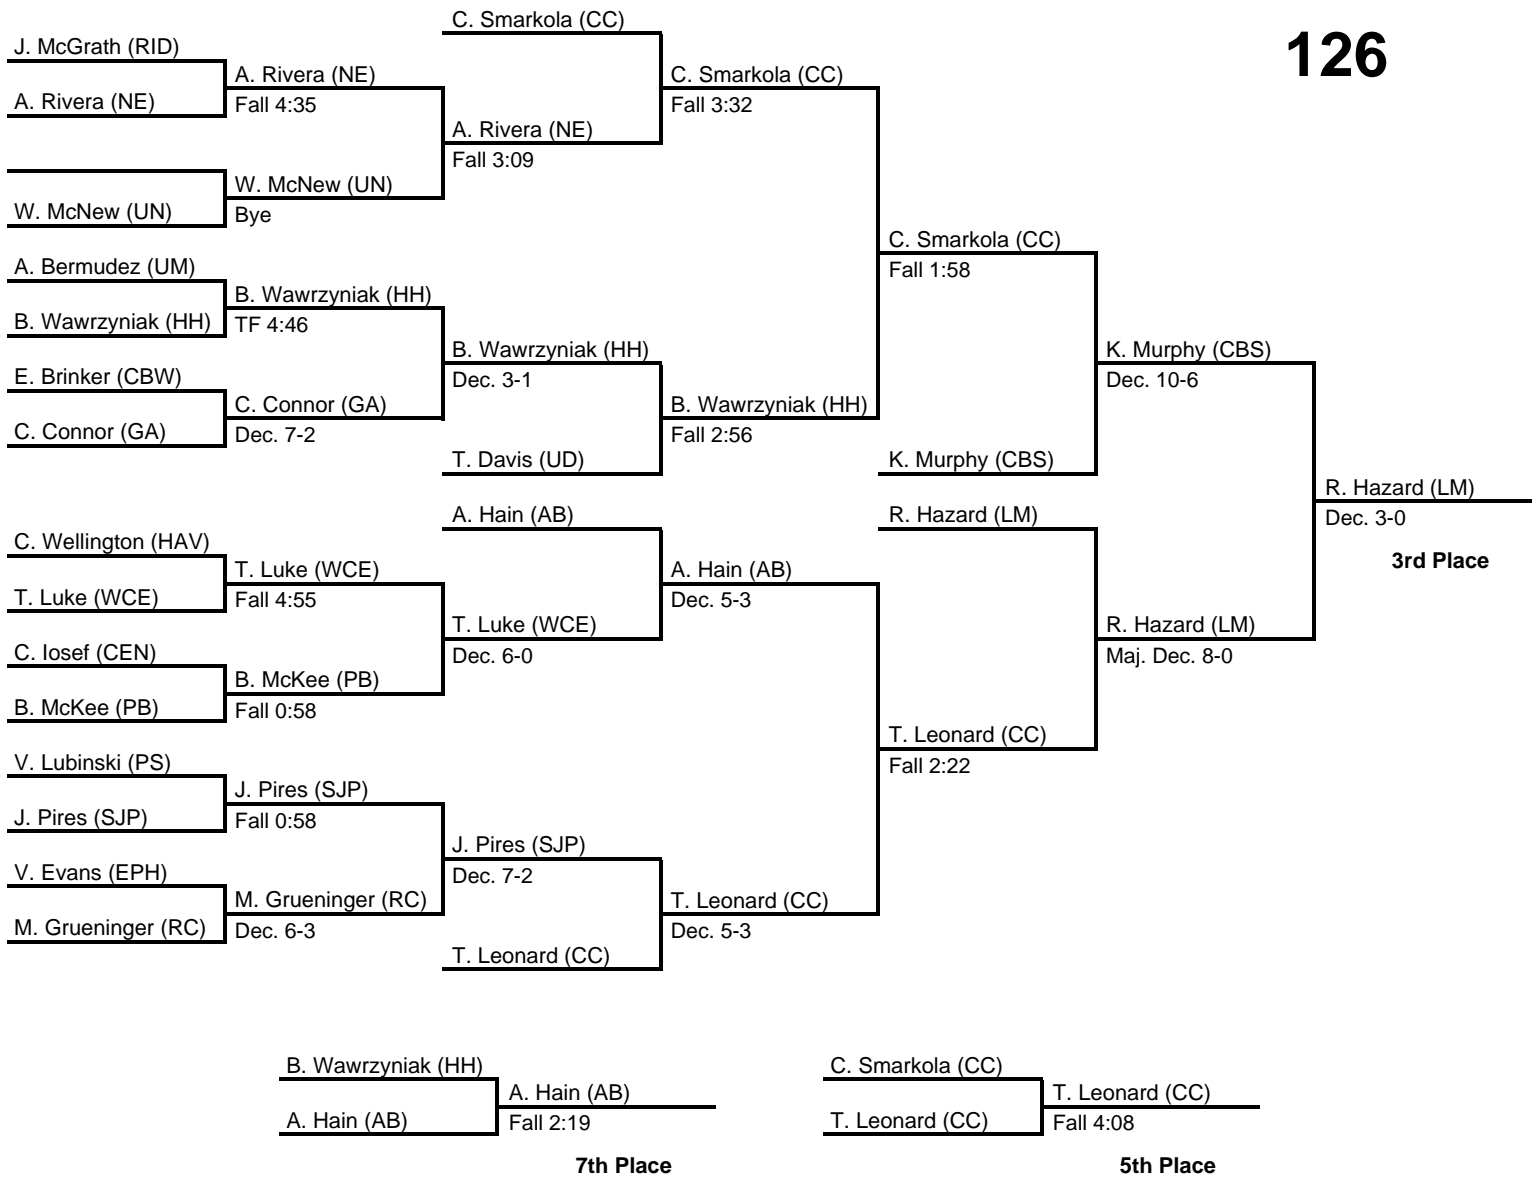 126
C. Smarkola (CC)
J. McGrath (RID)
A. Rivera (NE)
C. Smarkola (CC)
A. Rivera (NE)
Fall 4:35
Fall 3:32
A. Rivera (NE)
Fall 3:09
W. McNew (UN)
W. McNew (UN)
Bye
C. Smarkola (CC)
A. Bermudez (UM)
Fall 1:58
B. Wawrzyniak (HH)
B. Wawrzyniak (HH)
TF 4:46
B. Wawrzyniak (HH)
K. Murphy (CBS)
E. Brinker (CBW)
Dec. 3-1
Dec. 10-6
C. Connor (GA)
B. Wawrzyniak (HH)
C. Connor (GA)
Dec. 7-2
Fall 2:56
T. Davis (UD)
K. Murphy (CBS)
R. Hazard (LM)
Dec. 3-0
3rd Place
A. Hain (AB)
R. Hazard (LM)
C. Wellington (HAV)
T. Luke (WCE)
A. Hain (AB)
T. Luke (WCE)
Fall 4:55
Dec. 5-3
T. Luke (WCE)
R. Hazard (LM)
C. Iosef (CEN)
Dec. 6-0
Maj. Dec. 8-0
B. McKee (PB)
B. McKee (PB)
Fall 0:58
T. Leonard (CC)
V. Lubinski (PS)
Fall 2:22
J. Pires (SJP)
J. Pires (SJP)
Fall 0:58
J. Pires (SJP)
V. Evans (EPH)
Dec. 7-2
M. Grueninger (RC)
T. Leonard (CC)
M. Grueninger (RC)
Dec. 6-3
Dec. 5-3
T. Leonard (CC)
B. Wawrzyniak (HH)
A. Hain (AB)
A. Hain (AB)
Fall 2:19
7th Place
C. Smarkola (CC)
T. Leonard (CC)
T. Leonard (CC)
Fall 4:08
5th Place